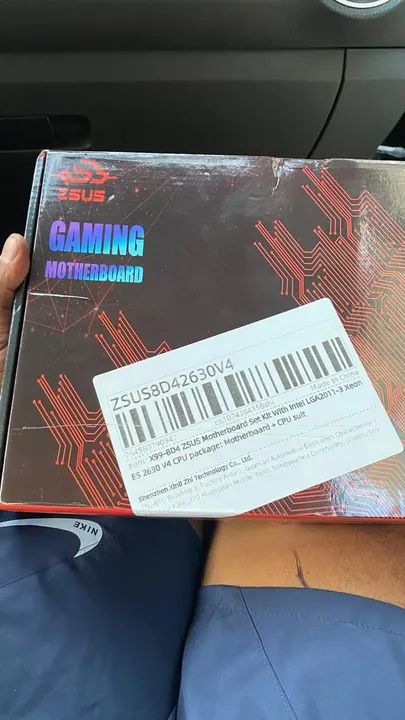 ZSUS
GAMING
MOTHERBOARD
ZSUS8D42630V4
Made In China
Item: X99-8D4 ZSUS Motherboard Set Kit With Intel LGA2011-3 Xeon
E5 2630 V4 CPU package: Motherboard + CPU suit
Shenzhen Xinli Zhi Technology Co., Ltd.
NIKE